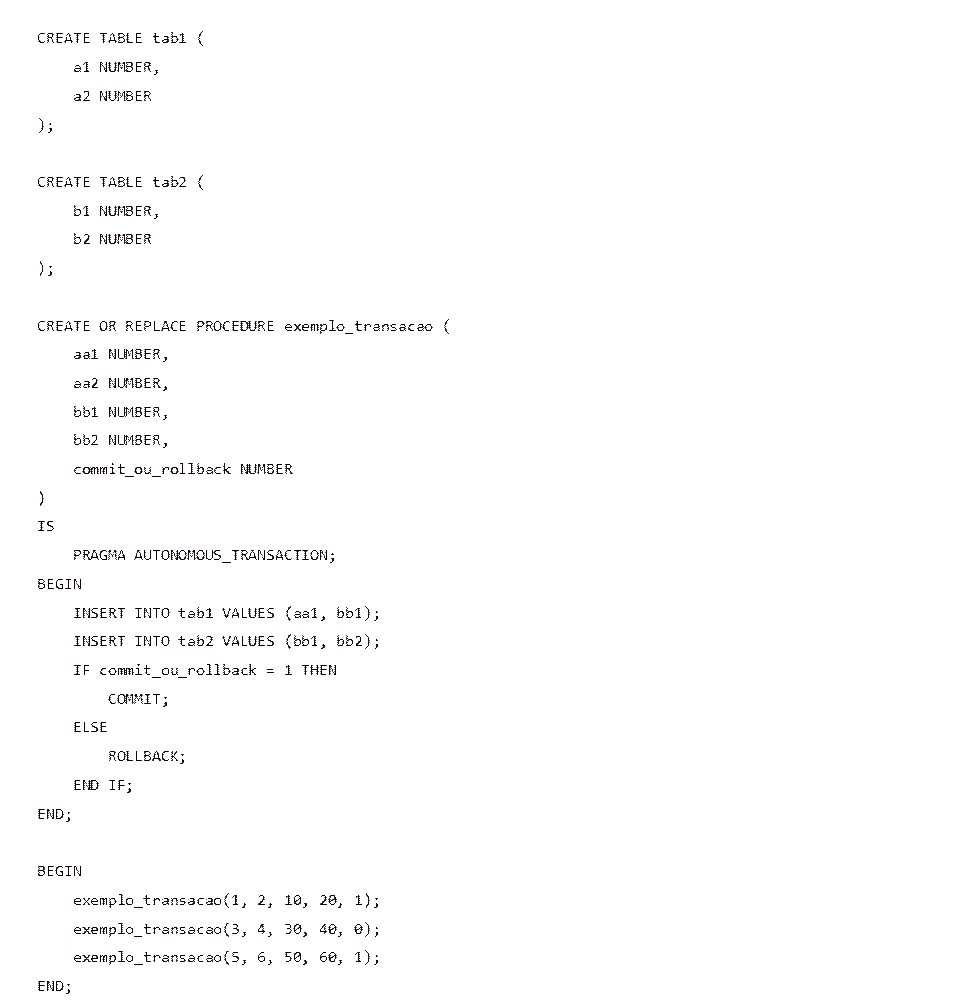 CREATE TABLE tab1 (
    a1 NUMBER,
    a2 NUMBER
);

CREATE TABLE tab2 (
    b1 NUMBER,
    b2 NUMBER
);

CREATE OR REPLACE PROCEDURE exemplo_transacao (
    aa1 NUMBER,
    aa2 NUMBER,
    bb1 NUMBER,
    bb2 NUMBER,
    commit_ou_rollback NUMBER
)
IS
    PRAGMA AUTONOMOUS_TRANSACTION;
BEGIN
    INSERT INTO tab1 VALUES (aa1, bb1);
    INSERT INTO tab2 VALUES (bb1, bb2);
    IF commit_ou_rollback = 1 THEN
        COMMIT;
    ELSE
        ROLLBACK;
    END IF;
END;

BEGIN
    exemplo_transacao(1, 2, 10, 20, 1);
    exemplo_transacao(3, 4, 30, 40, 0);
    exemplo_transacao(5, 6, 50, 60, 1);
END;